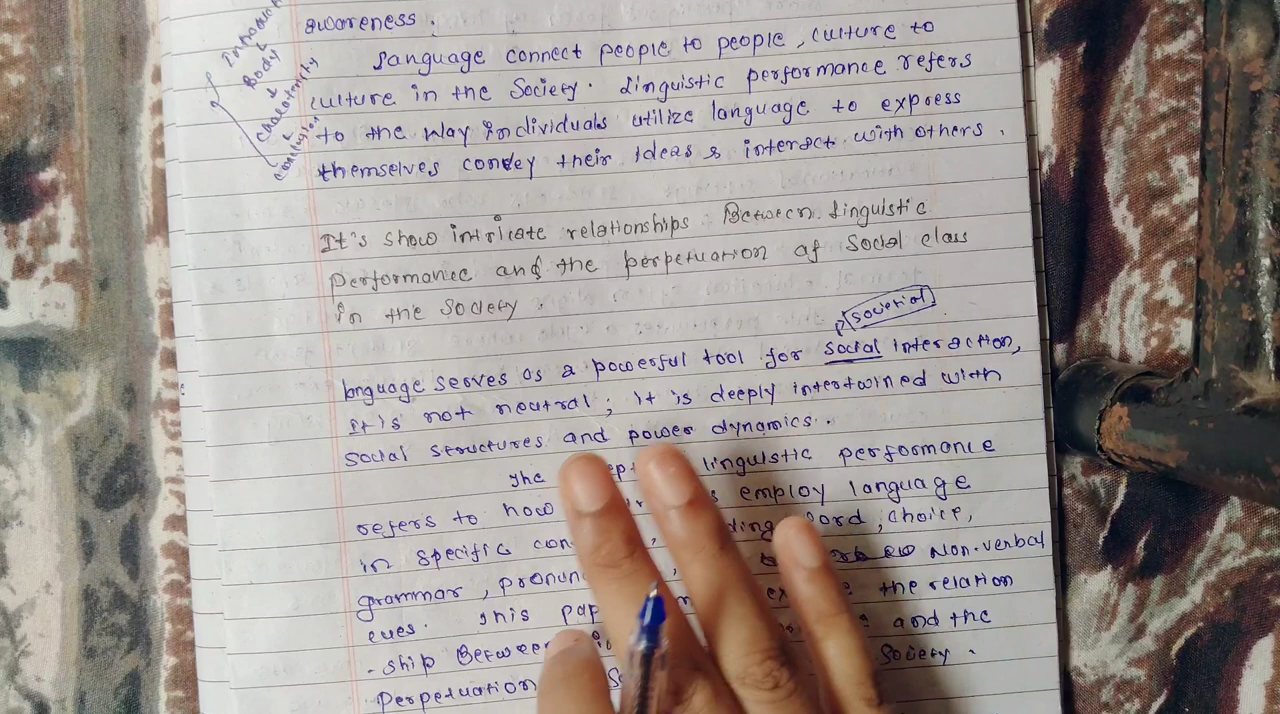 awareness.
Language connect people to people, culture to
culture in the Society. Linguistic performance refers
to the way individuals utilize language to express
themselves convey their ideas & interact with others.
It's show intricate relationships Between linguistic
Performance and the perpetuation of Social class
in the Society.
societial
language serves as a powerful tool for social interaction,
It is not neutral; it is deeply intertwined with
social structures and power dynamics.
The linguistic performance
refers to how employ language
in specific word, choice,
grammar, Non-verbal
cues. This the relation
-ship Between and the
Perpetuation Society.
Body
conclusion